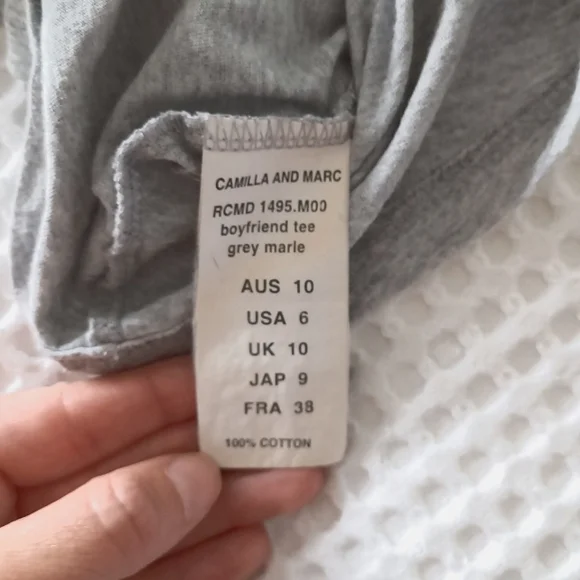 CAMILLA AND MARC
RCMD 1495.M00
boyfriend tee
grey marle
AUS 10
USA 6
UK 10
JAP 9
FRA 38
100% COTTON